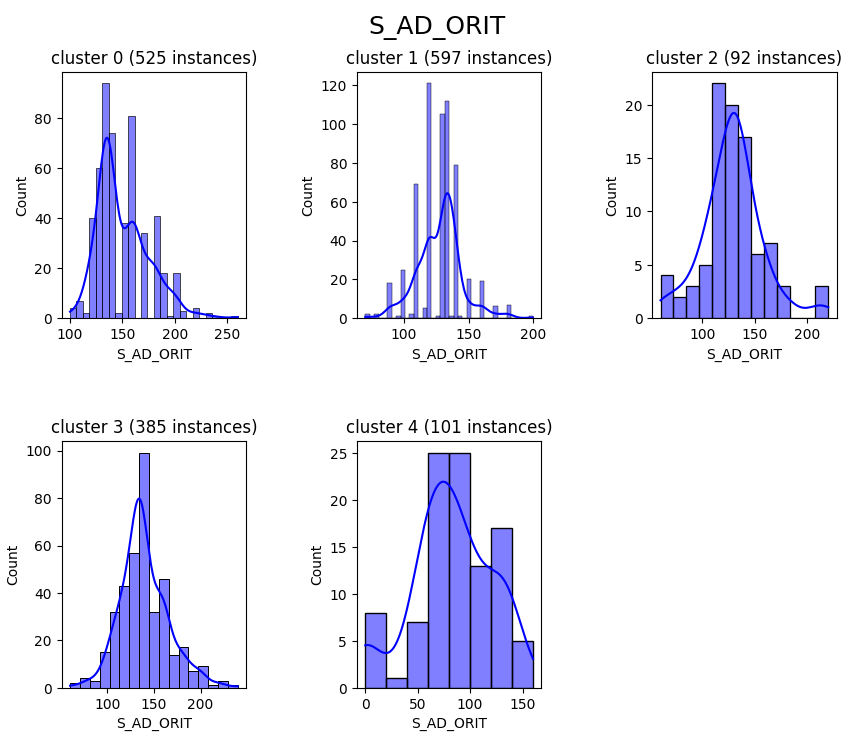 S_AD_ORIT
cluster 0 (525 instances)
cluster 1 (597 instances)
cluster 2 (92 instances)
Count
80
60
40
20
0
100
150
200
250
S_AD_ORIT
Count
120
100
80
60
40
20
0
100
150
200
S_AD_ORIT
Count
20
15
10
5
0
100
150
200
S_AD_ORIT
cluster 3 (385 instances)
cluster 4 (101 instances)
Count
100
80
60
40
20
0
100
150
200
S_AD_ORIT
Count
25
20
15
10
5
0
0
50
100
150
S_AD_ORIT